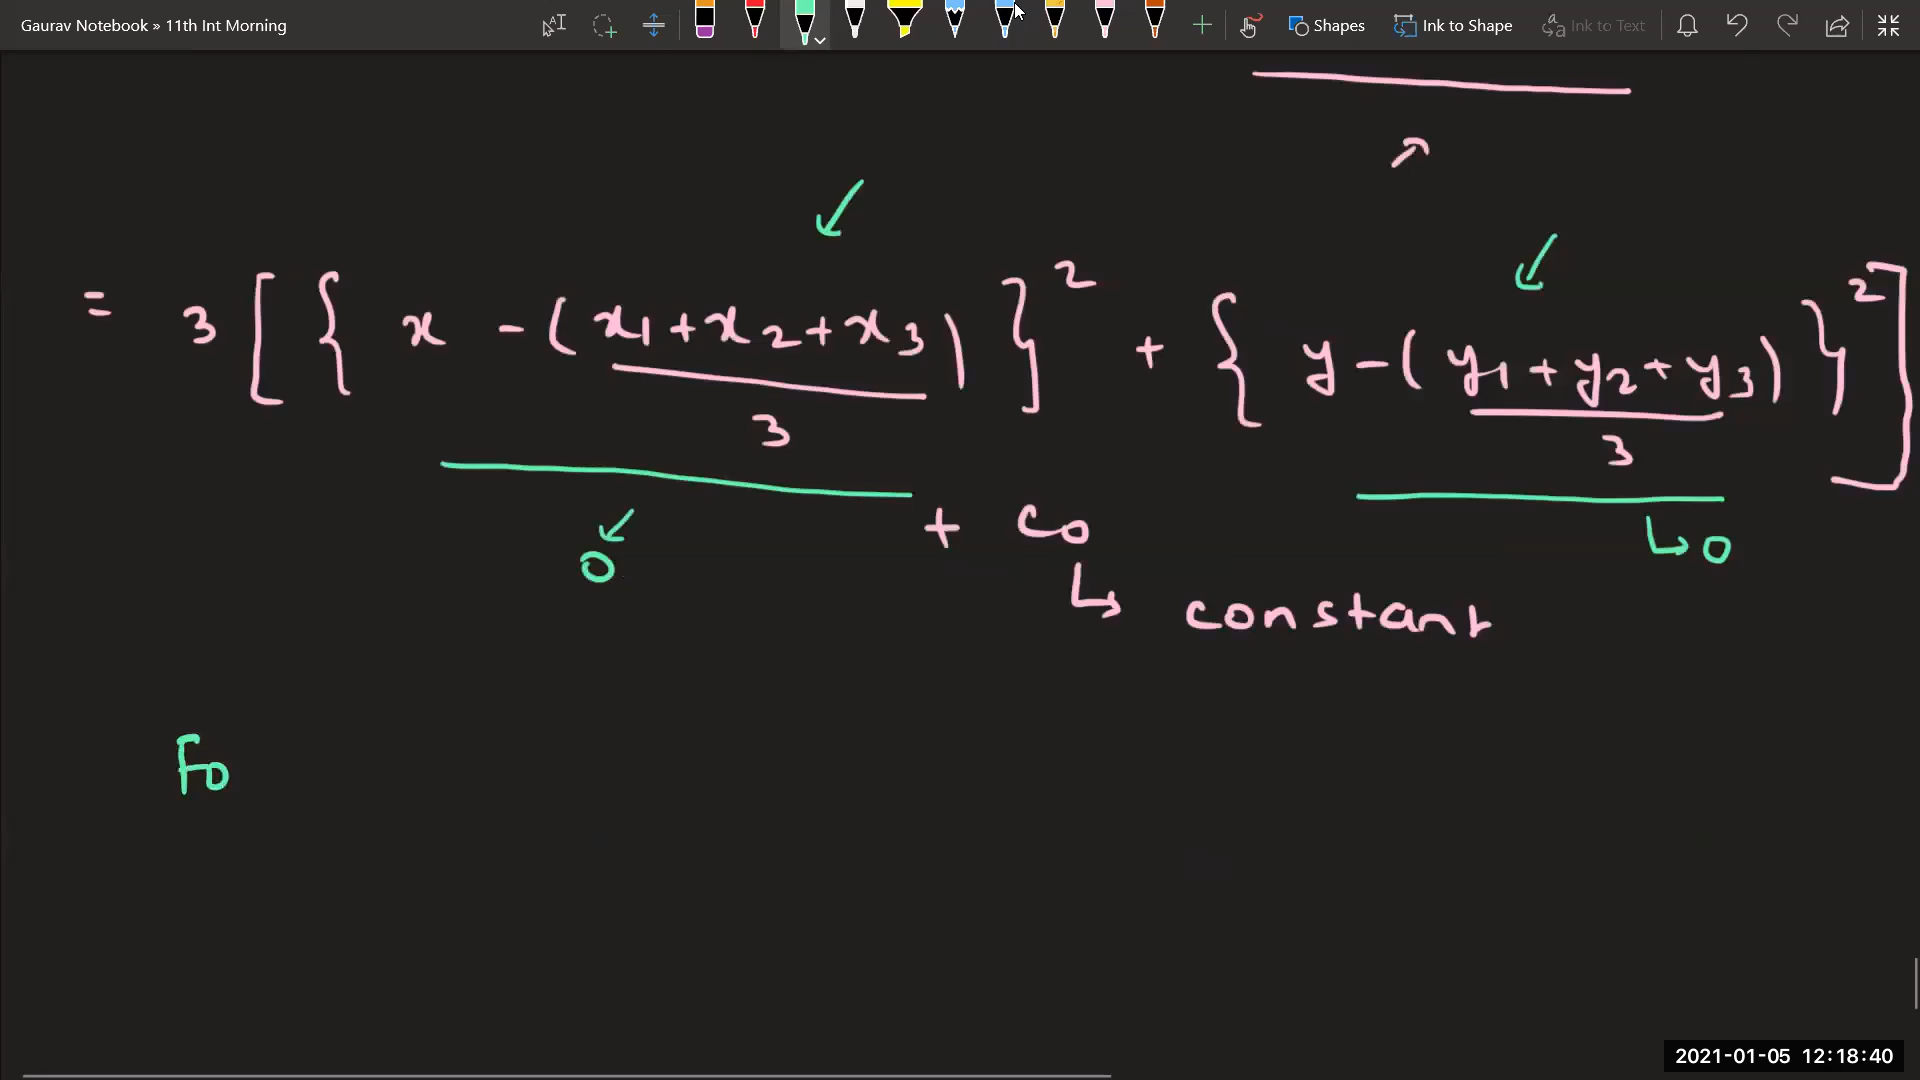 Gaurav Notebook » 11th Int Morning
Shapes
Ink to Shape
Ink to Text
= 3 [ { x - (x1 + x2 + x3) / 3 }² + { y - (y1 + y2 + y3) / 3 }² ]
0 + C0 ↳ 0
↳ constant
Fo
2021-01-05 12:18:40